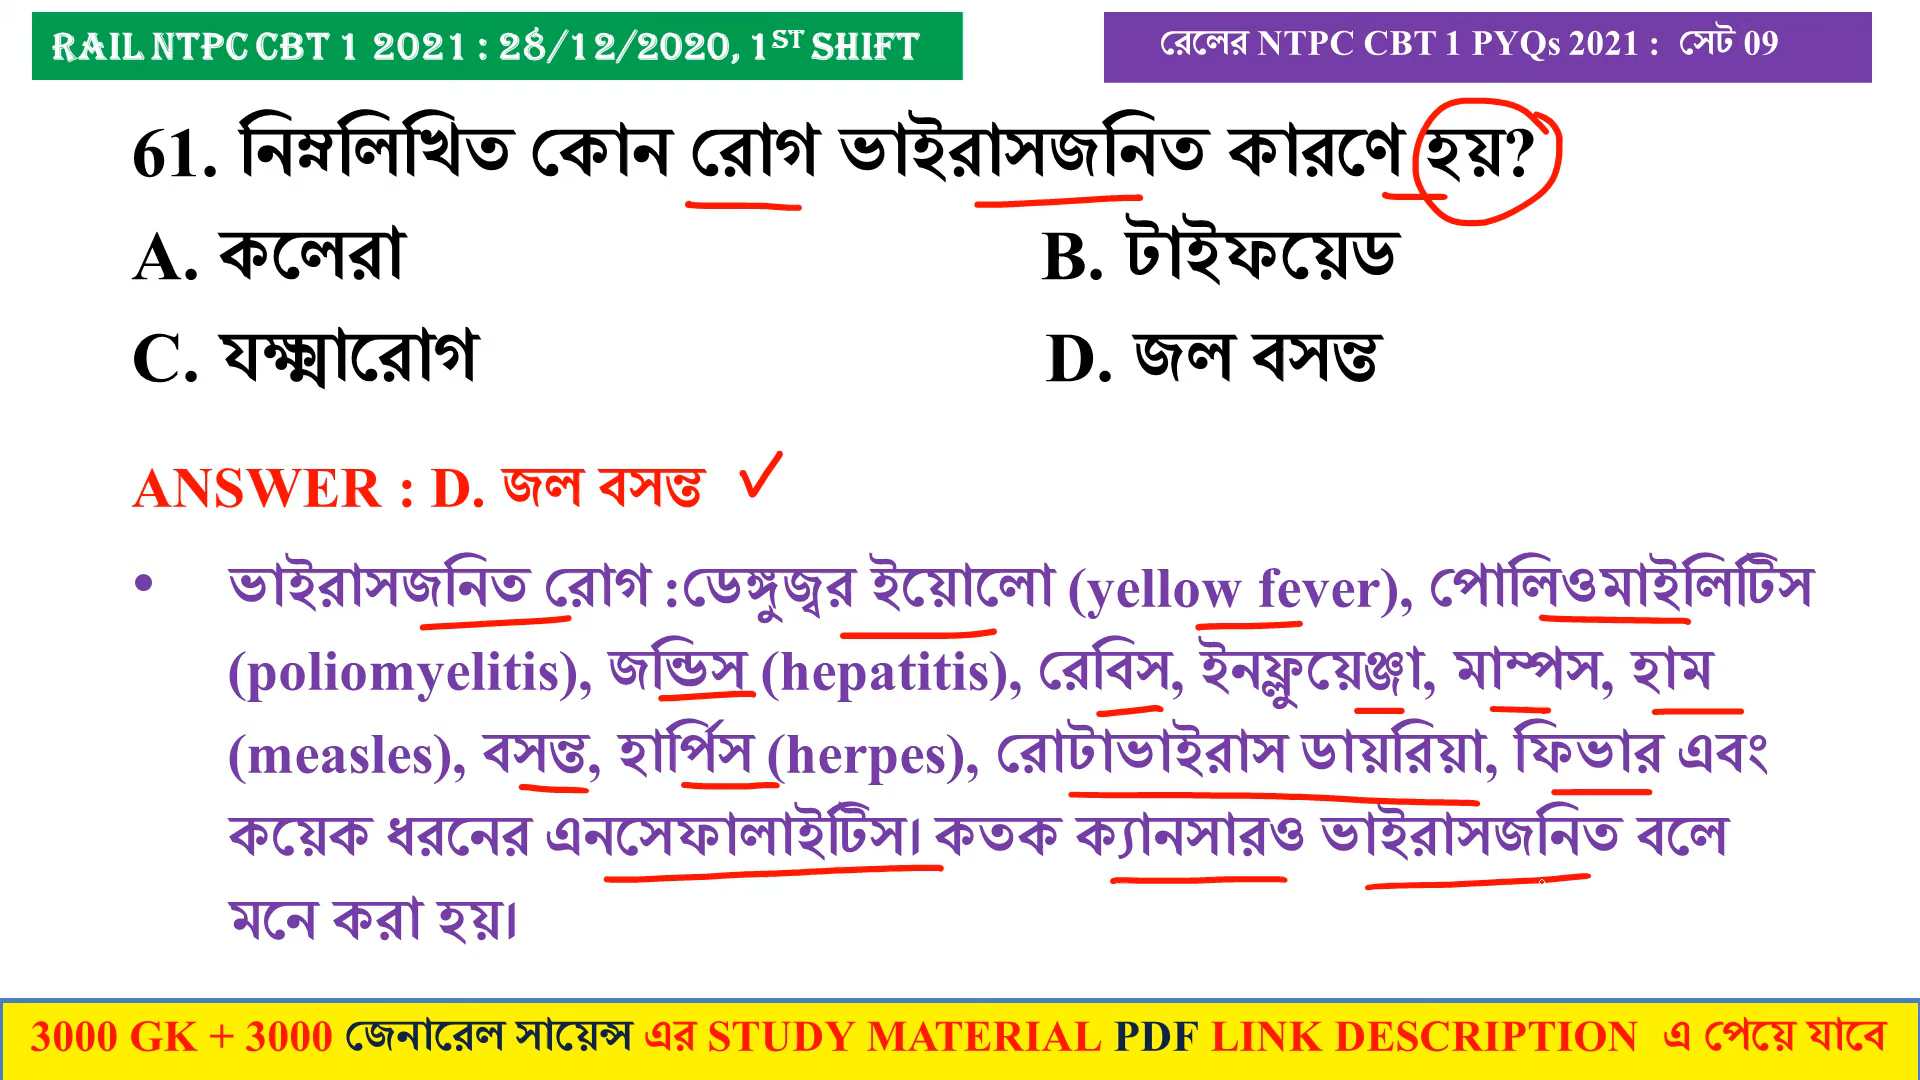 RAIL NTPC CBT 1 2021 : 28/12/2020, 1ST SHIFT
রেলের NTPC CBT 1 PYQs 2021 : সেট 09
61. নিম্নলিখিত কোন রোগ ভাইরাসজনিত কারণে হয়?
A. কলেরা B. টাইফয়েড
C. যক্ষ্মারোগ D. জল বসন্ত
ANSWER : D. জল বসন্ত ✓
• ভাইরাসজনিত রোগ :ডেঙ্গুজ্বর ইয়োলো (yellow fever), পোলিওমাইলিটিস
(poliomyelitis), জন্ডিস (hepatitis), রেবিস, ইনফ্লুয়েঞ্জা, মাম্পস, হাম
(measles), বসন্ত, হার্পিস (herpes), রোটাভাইরাস ডায়রিয়া, ফিভার এবং
কয়েক ধরনের এনসেফালাইটিস। কতক ক্যানসারও ভাইরাসজনিত বলে
মনে করা হয়।
3000 GK + 3000 জেনারেল সায়েন্স এর STUDY MATERIAL PDF LINK DESCRIPTION এ পেয়ে যাবে